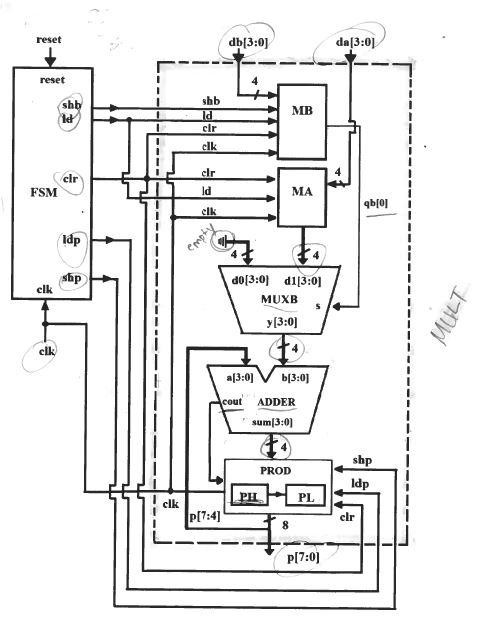 reset
db[3:0]
da[3:0]
reset
FSM
shb
ld
clr
ldp
shp
clk
clk
4
shb
ld
clr
clk
MB
clr
ld
clk
MA
4
qb[0]
empty
4
4
d0[3:0] d1[3:0]
MUXB
s
y[3:0]
MULT
4
a[3:0] b[3:0]
cout ADDER
sum[3:0]
4
PROD
PH PL
shp
ldp
clr
clk
p[7:4]
8
p[7:0]